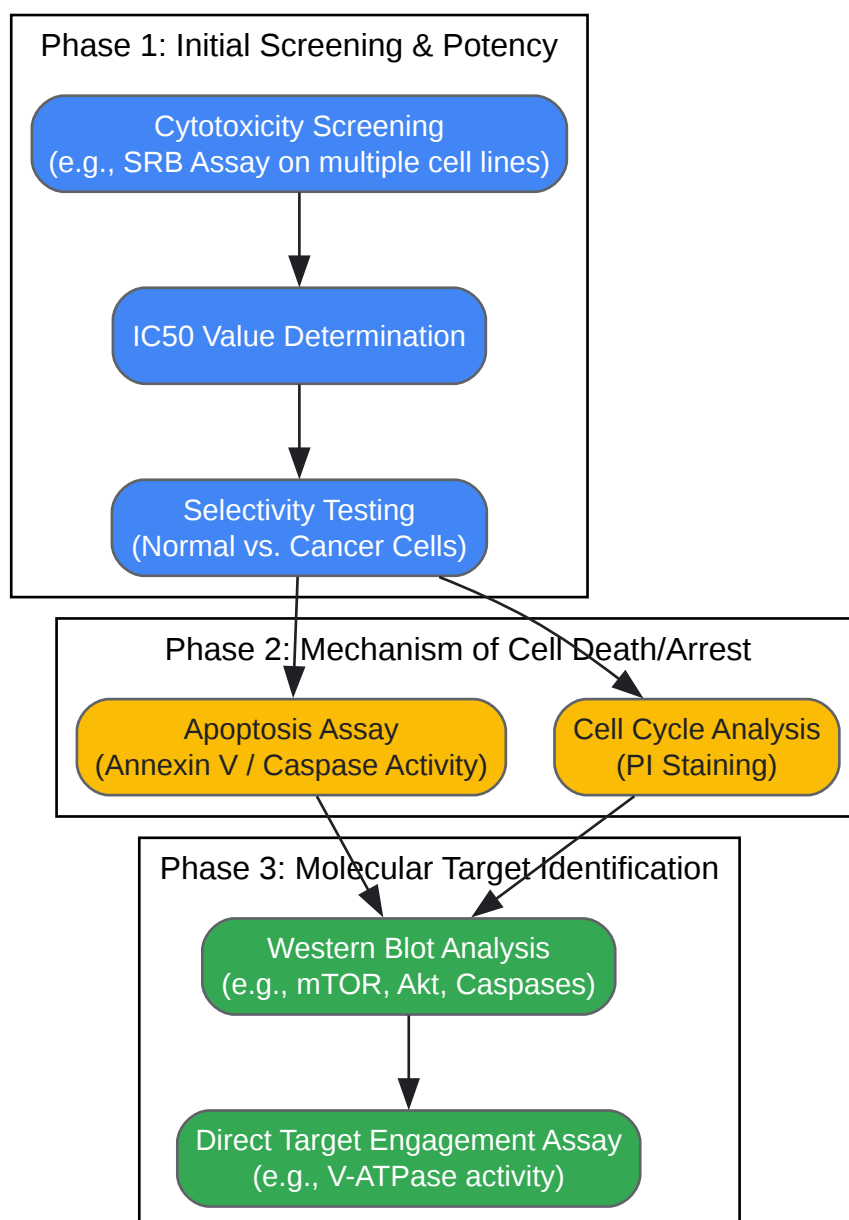 Phase 1: Initial Screening & Potency
Cytotoxicity Screening
(e.g., SRB Assay on multiple cell lines)
IC50 Value Determination
Selectivity Testing
(Normal vs. Cancer Cells)
Phase 2: Mechanism of Cell Death/Arrest
Apoptosis Assay
(Annexin V / Caspase Activity)
Cell Cycle Analysis
(PI Staining)
Phase 3: Molecular Target Identification
Western Blot Analysis
(e.g., mTOR, Akt, Caspases)
Direct Target Engagement Assay
(e.g., V-ATPase activity)